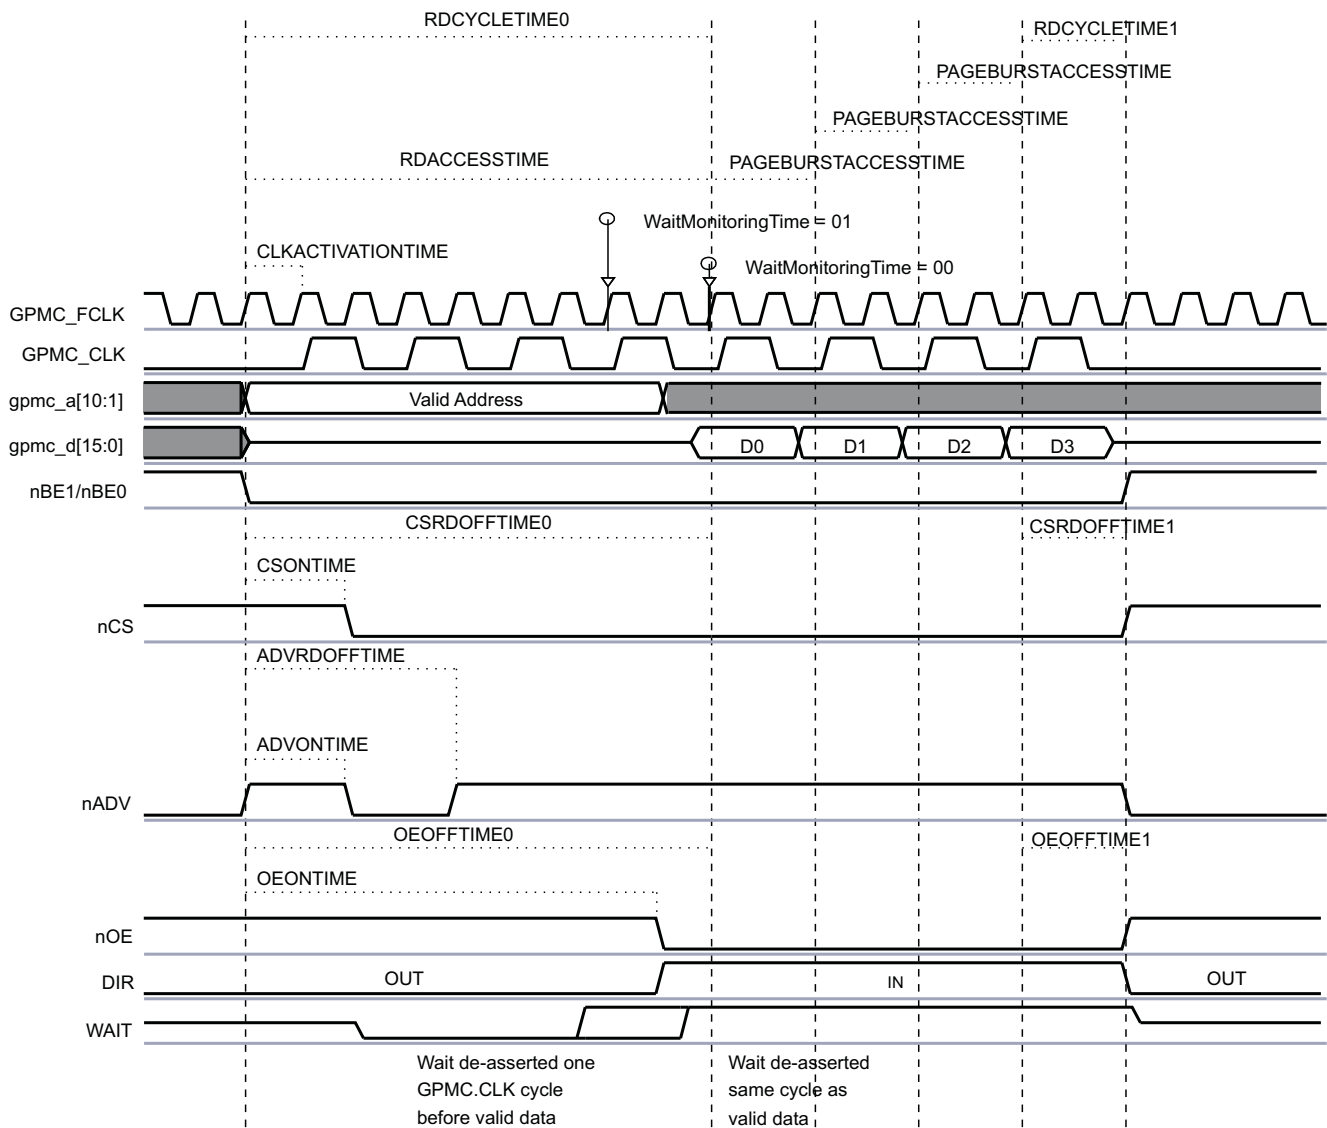 RDCYCLETIME0
RDCYCLETIME1
PAGEBURSTACCESSTIME
PAGEBURSTACCESSTIME
RDACCESSTIME
PAGEBURSTACCESSTIME
WaitMonitoringTime = 01
CLKACTIVATIONTIME
WaitMonitoringTime = 00
GPMC_FCLK
GPMC_CLK
gpmc_a[10:1]
Valid Address
gpmc_d[15:0]
D0
D1
D2
D3
nBE1/nBE0
CSRDOFFTIME0
CSRDOFFTIME1
CSONTIME
nCS
ADVRDOFFTIME
ADVONTIME
nADV
OEOFFTIME0
OEOFFTIME1
OEONTIME
nOE
DIR
OUT
IN
OUT
WAIT
Wait de-asserted one
GPMC.CLK cycle
before valid data
Wait de-asserted
same cycle as
valid data